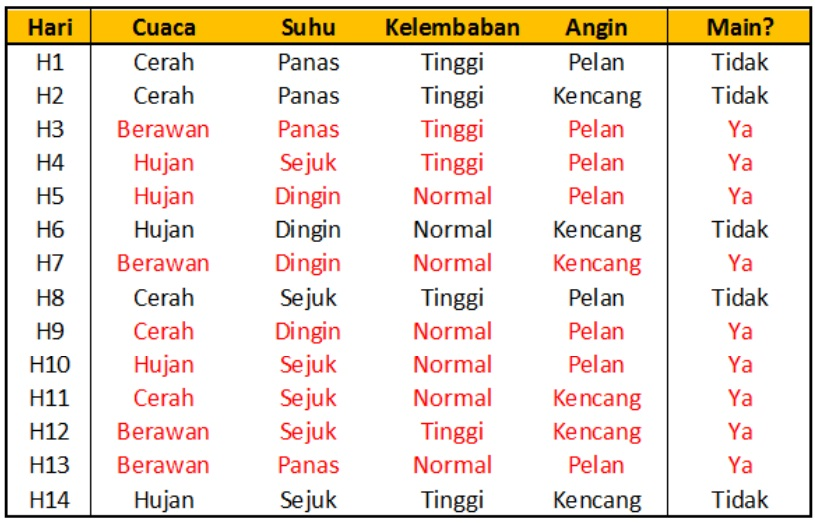 Hari Cuaca Suhu Kelembaban Angin Main?
H1 Cerah Panas Tinggi Pelan Tidak
H2 Cerah Panas Tinggi Kencang Tidak
H3 Berawan Panas Tinggi Pelan Ya
H4 Hujan Sejuk Tinggi Pelan Ya
H5 Hujan Dingin Normal Pelan Ya
H6 Hujan Dingin Normal Kencang Tidak
H7 Berawan Dingin Normal Kencang Ya
H8 Cerah Sejuk Tinggi Pelan Tidak
H9 Cerah Dingin Normal Pelan Ya
H10 Hujan Sejuk Normal Pelan Ya
H11 Cerah Sejuk Normal Kencang Ya
H12 Berawan Sejuk Tinggi Kencang Ya
H13 Berawan Panas Normal Pelan Ya
H14 Hujan Sejuk Tinggi Kencang Tidak